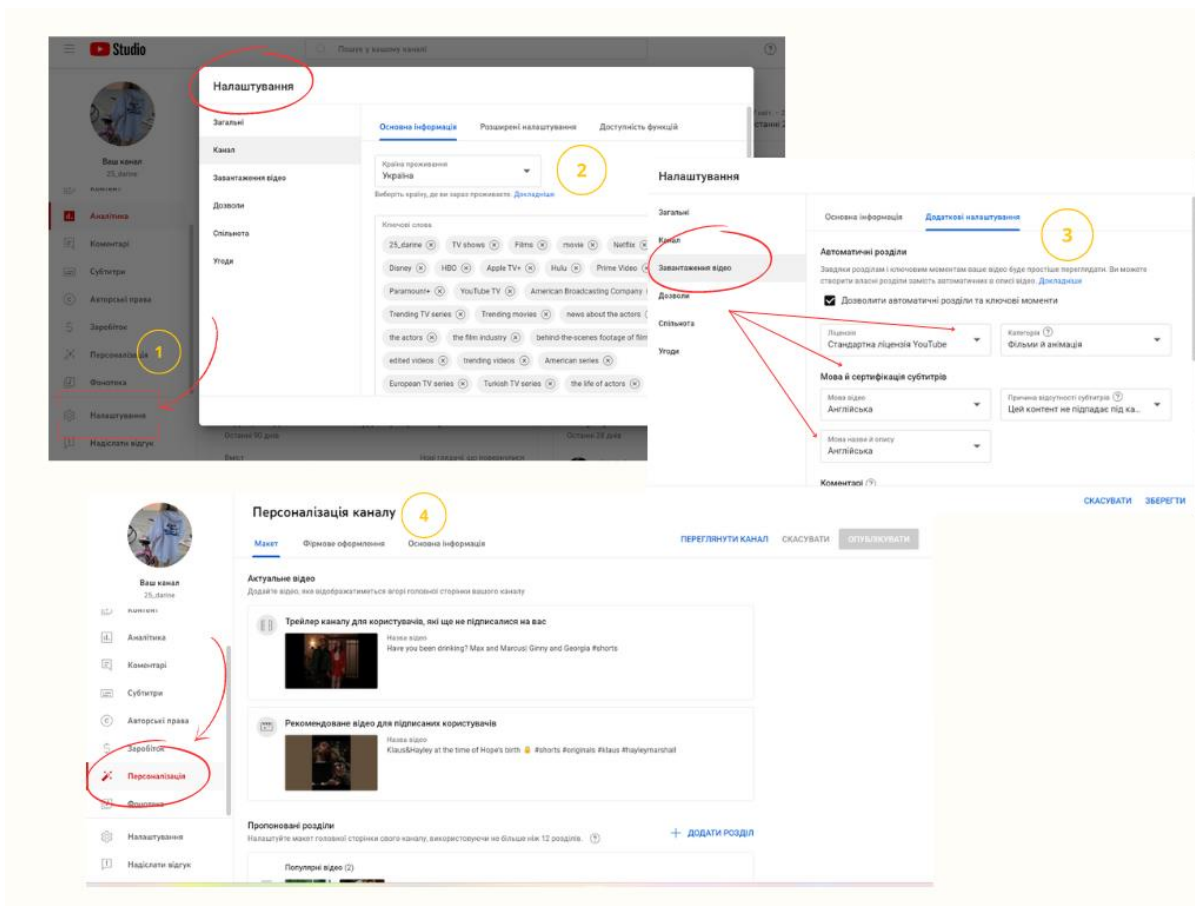 Studio
Пошук у вашому каналі
Ваш канал
25_darine
Контент
Аналітика
Коментарі
Субтитри
Авторські права
Заробіток
Персоналізація
1
Фонотека
Налаштування
Надіслати відгук
Налаштування
Загальні
Канал
Завантаження відео
Дозволи
Спільнота
Угоди
Основна інформація Розширені налаштування Доступність функцій
2
Країна проживання
Україна
Виберіть країну, де ви зараз проживаєте. Докладніше
Ключові слова
25_darine TV shows Films movie Netflix
Disney HBO Apple TV+ Hulu Prime Video
Paramount+ YouTube TV American Broadcasting Company
Trending TV series Trending movies news about the actors
the actors the film industry behind-the-scenes footage of film
edited videos trending videos American series
European TV series Turkish TV series the life of actors
Останні 90 днів
Останні 28 днів
Вміст
Налаштування
Загальні
Канал
Завантаження відео
Дозволи
Спільнота
Угоди
Основна інформація Додаткові налаштування
3
Автоматичні розділи
Завдяки розділам і ключовим моментам ваше відео буде простіше переглядати. Ви можете
створити власні розділи замість автоматичних в описі відео. Докладніше
Дозволити автоматичні розділи та ключові моменти
Ліцензія
Стандартна ліцензія YouTube
Категорія
Фільми й анімація
Мова й сертифікація субтитрів
Мова відео
Англійська
Причина відсутності субтитрів
Цей контент не підпадає під ка...
Мова назви й опису
Англійська
Коментарі
СКАСУВАТИ ЗБЕРЕГТИ
Ваш канал
25_darine
Контент
Аналітика
Коментарі
Субтитри
Авторські права
Заробіток
Персоналізація
Фонотека
Налаштування
Надіслати відгук
Персоналізація каналу
4
Макет Фірмове оформлення Основна інформація
ПЕРЕГЛЯНУТИ КАНАЛ СКАСУВАТИ ОПУБЛІКУВАТИ
Актуальне відео
Додайте відео, яке відображатиметься вгорі головної сторінки вашого каналу
Трейлер каналу для користувачів, які ще не підписалися на вас
Назва відео
Have you been drinking? Max and Marcus| Ginny and Georgia #shorts
Рекомендоване відео для підписаних користувачів
Назва відео
Klaus&Hayley at the time of Hope's birth 🔒 #shorts #originals #klaus #hayleymarshall
Пропоновані розділи
Налаштуйте макет головної сторінки свого каналу, використовуючи не більше ніж 12 розділів.
ДОДАТИ РОЗДІЛ
Популярні відео (2)